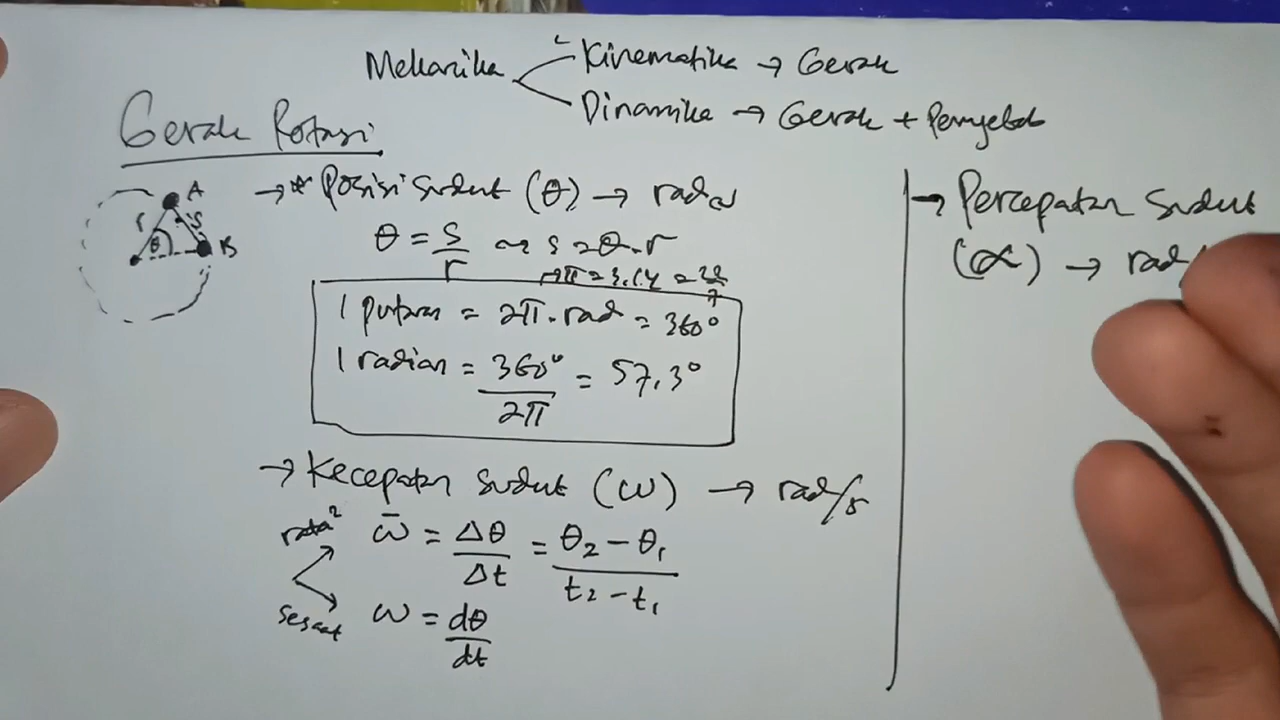 Mekanika
Kinematika → Gerak
Dinamika → Gerak + Penyebab
Gerak Rotasi
A
r
s
θ
B
→ * Posisi Sudut (θ) → rad
θ = s/r ~ s = θ.r
→ π = 3,14 = 22/7
1 putaran = 2π.rad = 360°
1 radian = 360°/2π = 57,3°
→ Kecepatan Sudut (ω) → rad/s
rata² ω̄ = Δθ/Δt = θ₂ - θ₁/t₂ - t₁
sesaat ω = dθ/dt
→ Percepatan Sudut
(α) → rad/